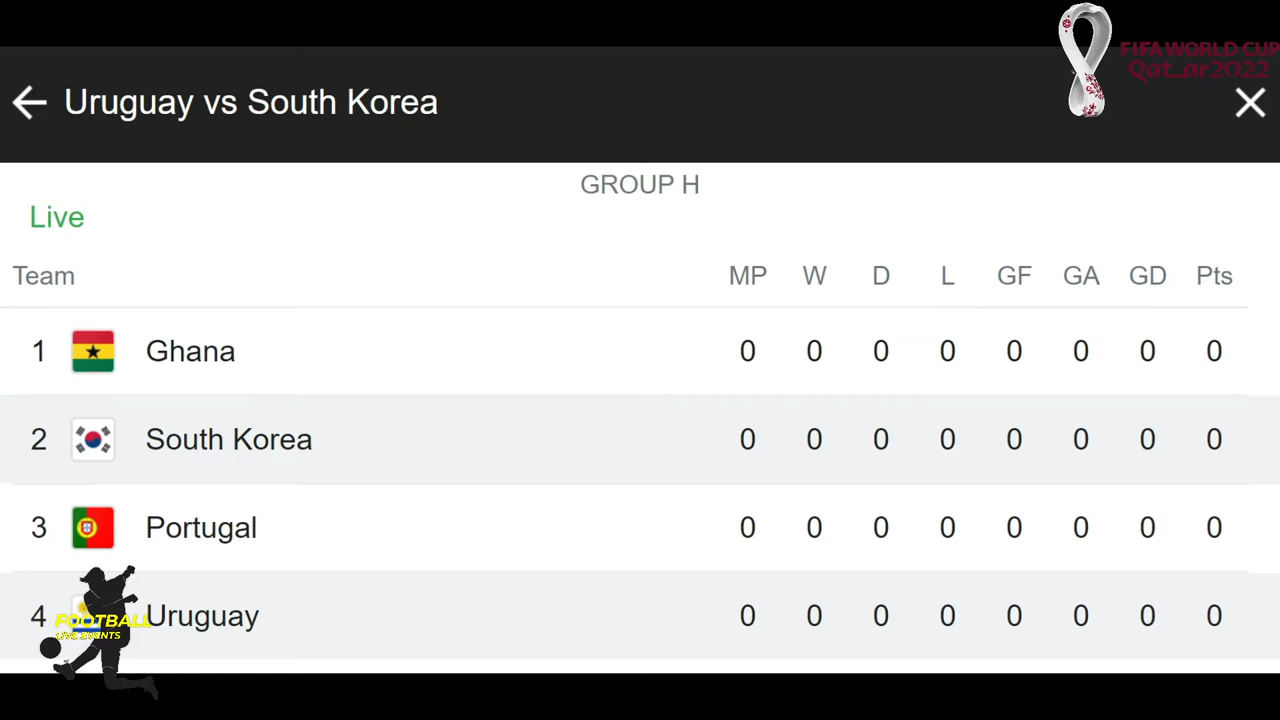 FIFA WORLD CUP
Qat_ar2022
Uruguay vs South Korea
GROUP H
Live
Team MP W D L GF GA GD Pts
1 Ghana 0 0 0 0 0 0 0 0
2 South Korea 0 0 0 0 0 0 0 0
3 Portugal 0 0 0 0 0 0 0 0
4 Uruguay 0 0 0 0 0 0 0 0
FOOTBALL
LIVE EVENTS